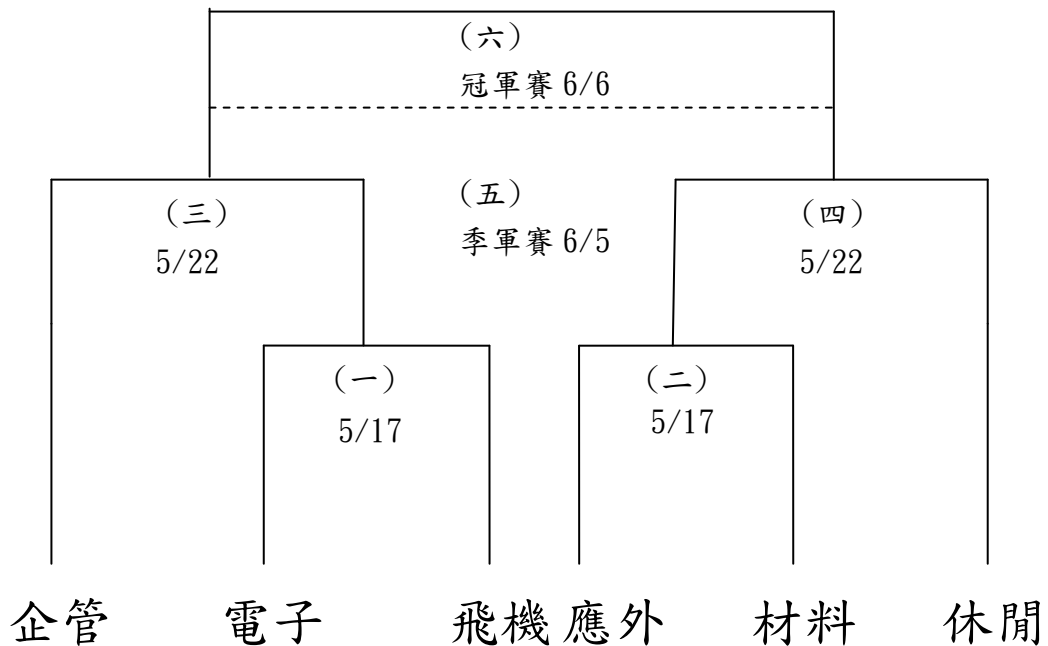 (六)
冠軍賽 6/6
(五)
季軍賽 6/5
(三)
5/22
(四)
5/22
(一)
5/17
(二)
5/17
企管 電子 飛機 應外 材料 休閒